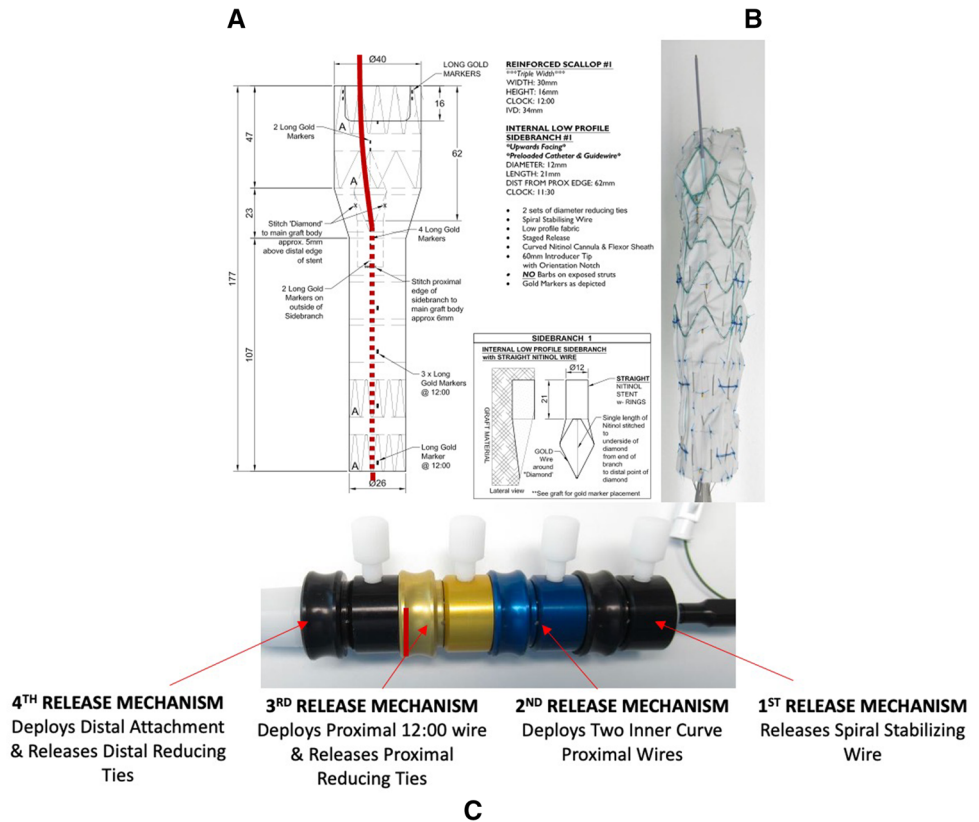 A
B
Ø40
LONG GOLD
MARKERS
16
47
A
2 Long Gold
Markers
62
A
23
Stitch 'Diamond'
to main graft body
approx. 5mm
above distal edge
of stent
4 Long Gold
Markers
177
2 Long Gold
Markers on
outside of
Sidebranch
Stitch proximal
edge of
sidebranch to
main graft body
approx 6mm
107
3 x Long
Gold Markers
@ 12:00
A
Long Gold
Marker
@ 12:00
A
Ø26
REINFORCED SCALLOP #1
***Triple Width***
WIDTH: 30mm
HEIGHT: 16mm
CLOCK: 12:00
IVD: 34mm
INTERNAL LOW PROFILE
SIDEBRANCH #1
*Upwards Facing*
*Preloaded Catheter & Guidewire*
DIAMETER: 12mm
LENGTH: 21mm
DIST FROM PROX EDGE: 62mm
CLOCK: 11:30
• 2 sets of diameter reducing ties
• Spiral Stabilising Wire
• Low profile fabric
• Staged Release
• Curved Nitinol Cannula & Flexor Sheath
• 60mm Introducer Tip
with Orientation Notch
• NO Barbs on exposed struts
• Gold Markers as depicted
SIDEBRANCH 1
INTERNAL LOW PROFILE SIDEBRANCH
with STRAIGHT NITINOL WIRE
Ø12
21
STRAIGHT
NITINOL
STENT
w- RINGS
GRAFT MATERIAL
Single length of
Nitinol stitched
to
underside of
diamond
from end of
branch
to distal point of
diamond
GOLD
Wire
around
'Diamond'
Lateral view
**See graft for gold marker placement
4TH RELEASE MECHANISM
Deploys Distal Attachment
& Releases Distal Reducing
Ties
3RD RELEASE MECHANISM
Deploys Proximal 12:00 wire
& Releases Proximal
Reducing Ties
2ND RELEASE MECHANISM
Deploys Two Inner Curve
Proximal Wires
1ST RELEASE MECHANISM
Releases Spiral Stabilizing
Wire
C